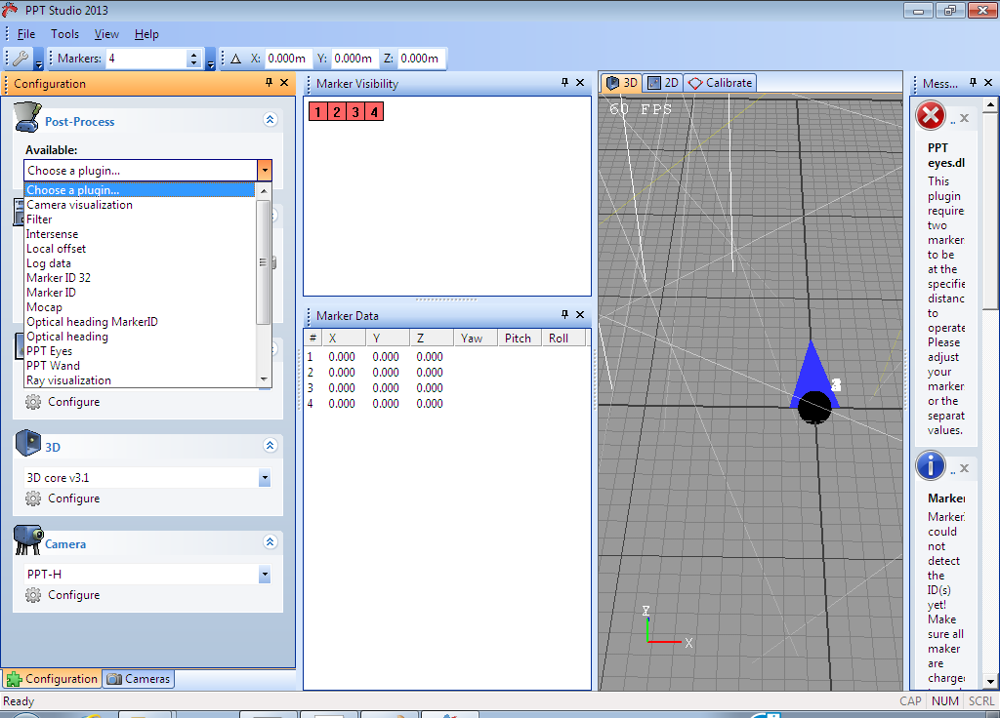 PPT Studio 2013
File Tools View Help
Markers: 4 X: 0.000m Y: 0.000m Z: 0.000m
Configuration
Post-Process
Available:
Choose a plugin...
Choose a plugin...
Camera visualization
Filter
Intersense
Local offset
Log data
Marker ID 32
Marker ID
Mocap
Optical heading MarkerID
Optical heading
PPT Eyes
PPT Wand
Ray visualization
Configure
3D
3D core v3.1
Configure
Camera
PPT-H
Configure
Configuration Cameras
Marker Visibility
1 2 3 4
Marker Data
# X Y Z Yaw Pitch Roll
1 0.000 0.000 0.000
2 0.000 0.000 0.000
3 0.000 0.000 0.000
4 0.000 0.000 0.000
3D 2D Calibrate
60 FPS
Z
X
Mess...
..
PPT
eyes.dl
This
plugin
require
two
marker
to be
at the
specifie
distanc
to
operate
Please
adjust
your
marker
or the
separat
values.
..
Marker
Marker
could
not
detect
the
ID(s)
yet!
Make
sure all
maker
are
charge
Ready CAP NUM SCRL